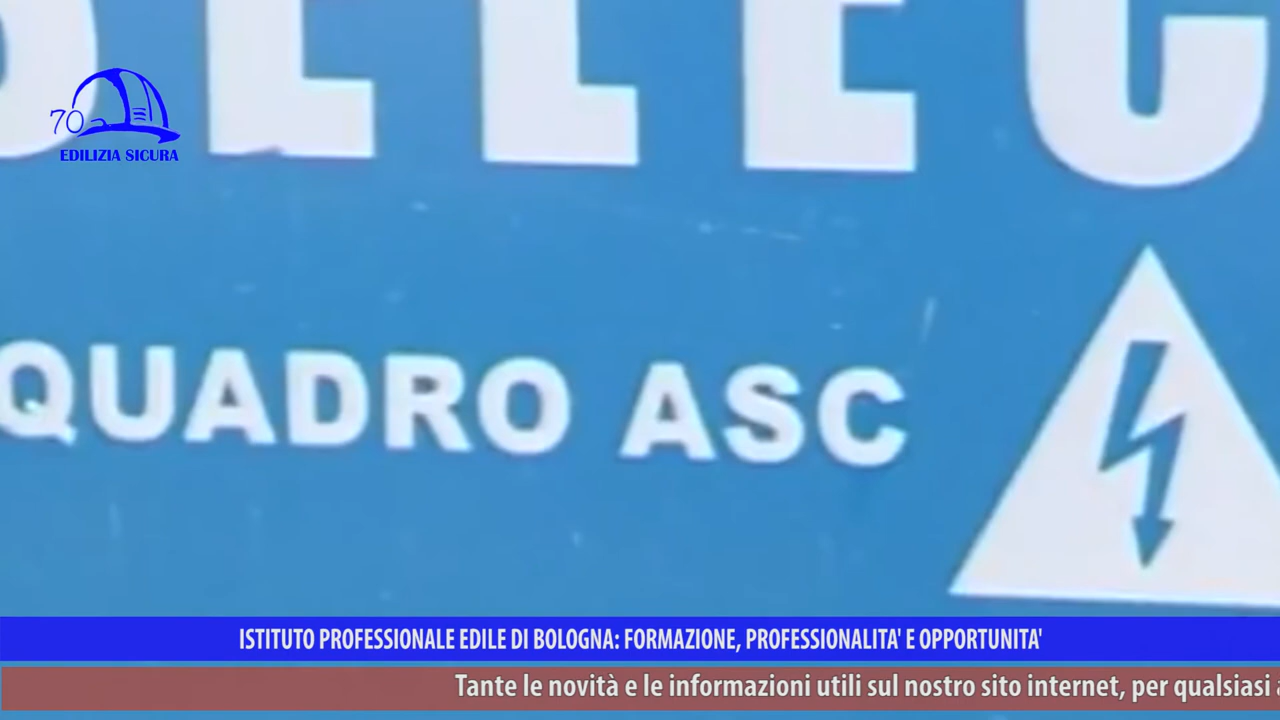 SELEC
70
EDILIZIA SICURA
QUADRO ASC
ISTITUTO PROFESSIONALE EDILE DI BOLOGNA: FORMAZIONE, PROFESSIONALITA' E OPPORTUNITA'
Tante le novità e le informazioni utili sul nostro sito internet, per qualsiasi